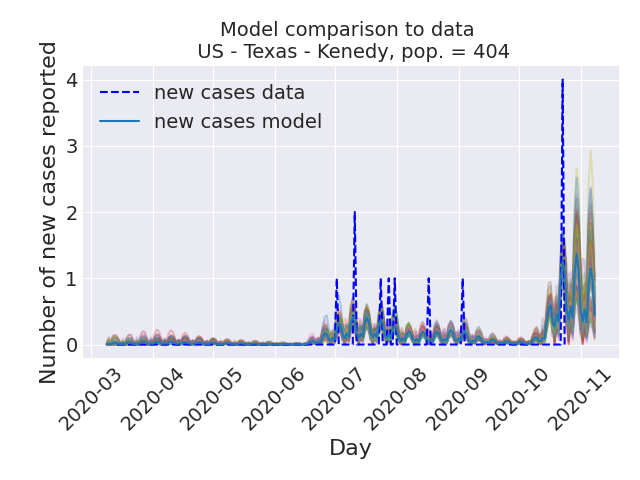 Model comparison to data
US - Texas - Kenedy, pop. = 404
new cases data
new cases model
Number of new cases reported
4
3
2
1
0
2020-03
2020-04
2020-05
2020-06
2020-07
2020-08
2020-09
2020-10
2020-11
Day